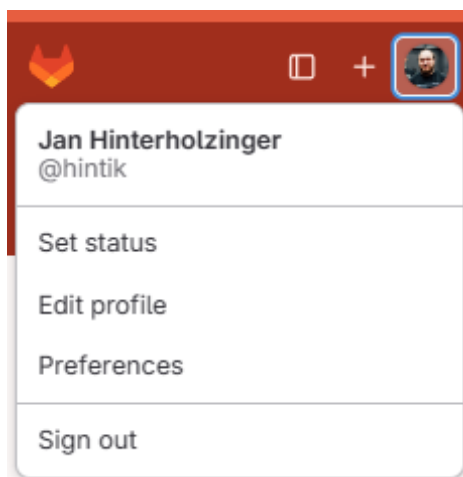 Jan Hinterholzinger
@hintik
Set status
Edit profile
Preferences
Sign out